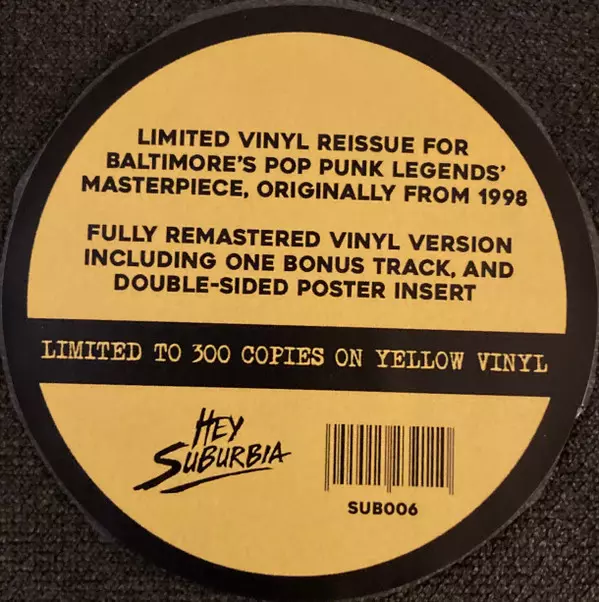 LIMITED VINYL REISSUE FOR
BALTIMORE'S POP PUNK LEGENDS'
MASTERPIECE, ORIGINALLY FROM 1998
FULLY REMASTERED VINYL VERSION
INCLUDING ONE BONUS TRACK, AND
DOUBLE-SIDED POSTER INSERT
LIMITED TO 300 COPIES ON YELLOW VINYL
HEY
SUBURBIA
SUB006